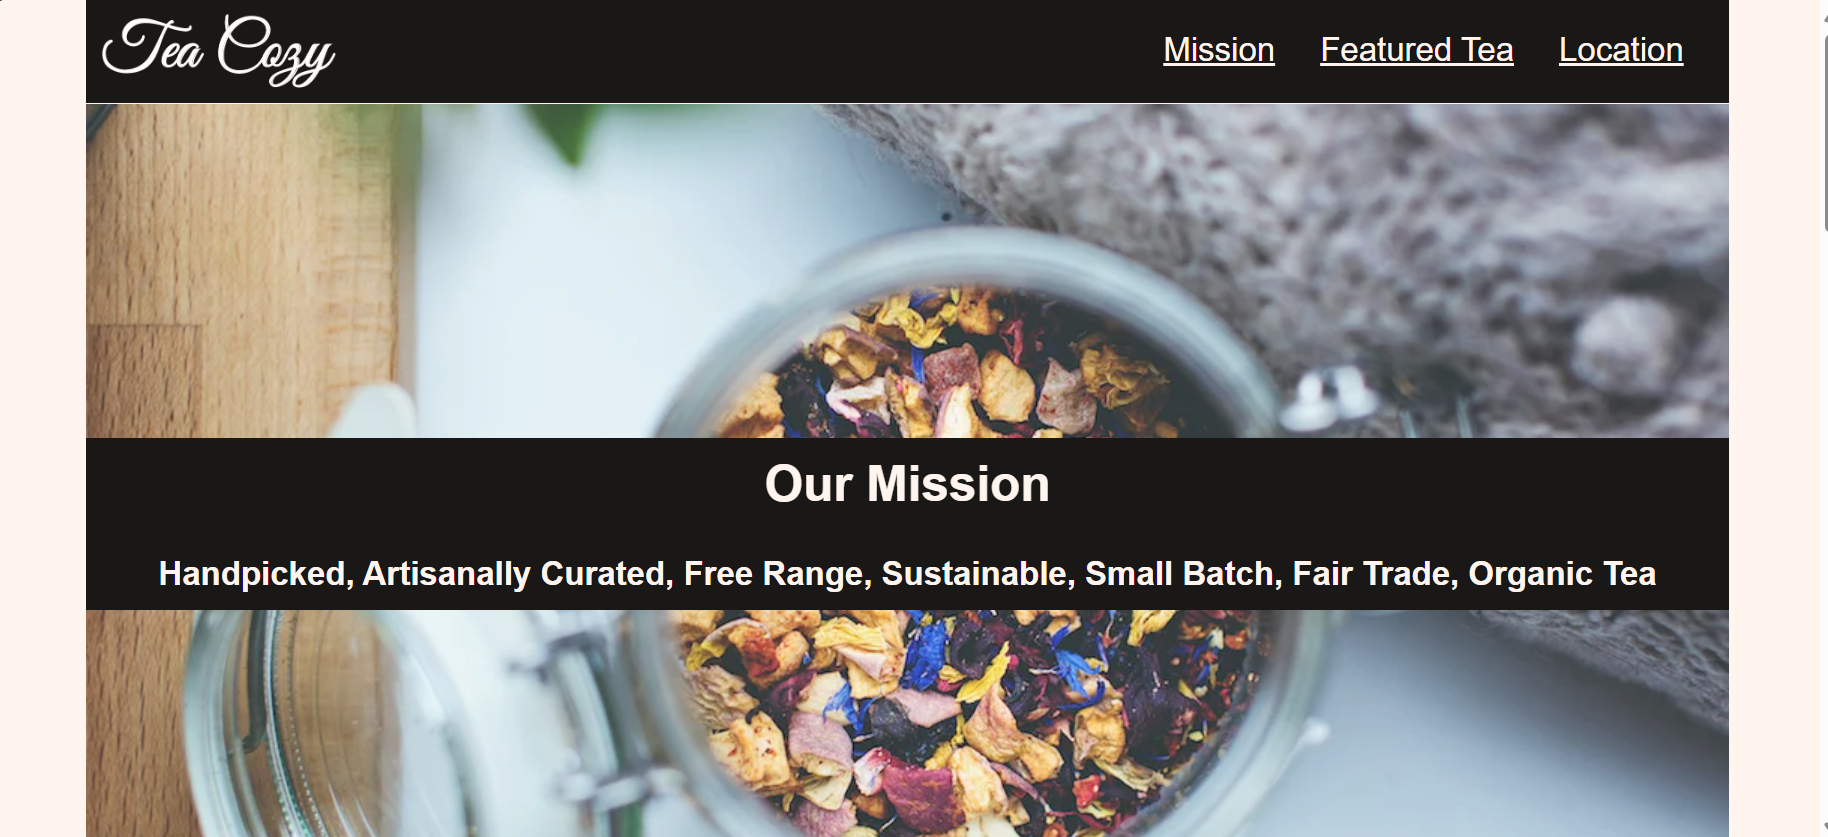 Tea Cozy
Mission Featured Tea Location
Our Mission
Handpicked, Artisanally Curated, Free Range, Sustainable, Small Batch, Fair Trade, Organic Tea